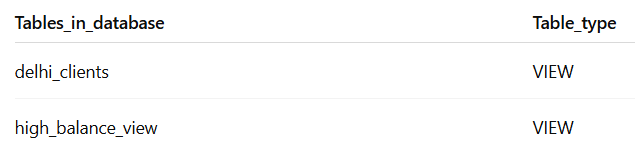 Tables_in_database Table_type
delhi_clients VIEW
high_balance_view VIEW